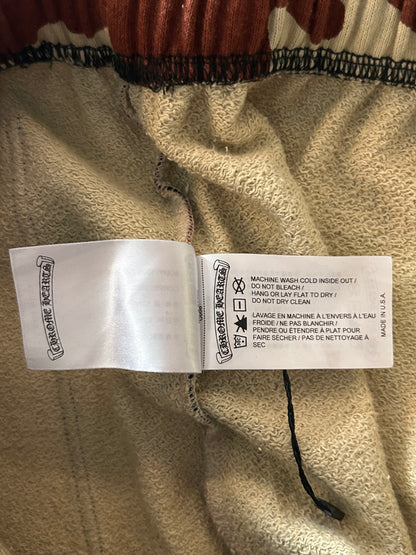 CHROME HEARTS
CHROME HEARTS
MACHINE WASH COLD INSIDE OUT /
DO NOT BLEACH /
HANG OR LAY FLAT TO DRY /
DO NOT DRY CLEAN
LAVAGE EN MACHINE À L'ENVERS À L'EAU
FROIDE / NE PAS BLANCHIR /
PENDRE OU ÉTENDRE À PLAT POUR
FAIRE SÉCHER / PAS DE NETTOYAGE À
SEC
MADE IN U.S.A.